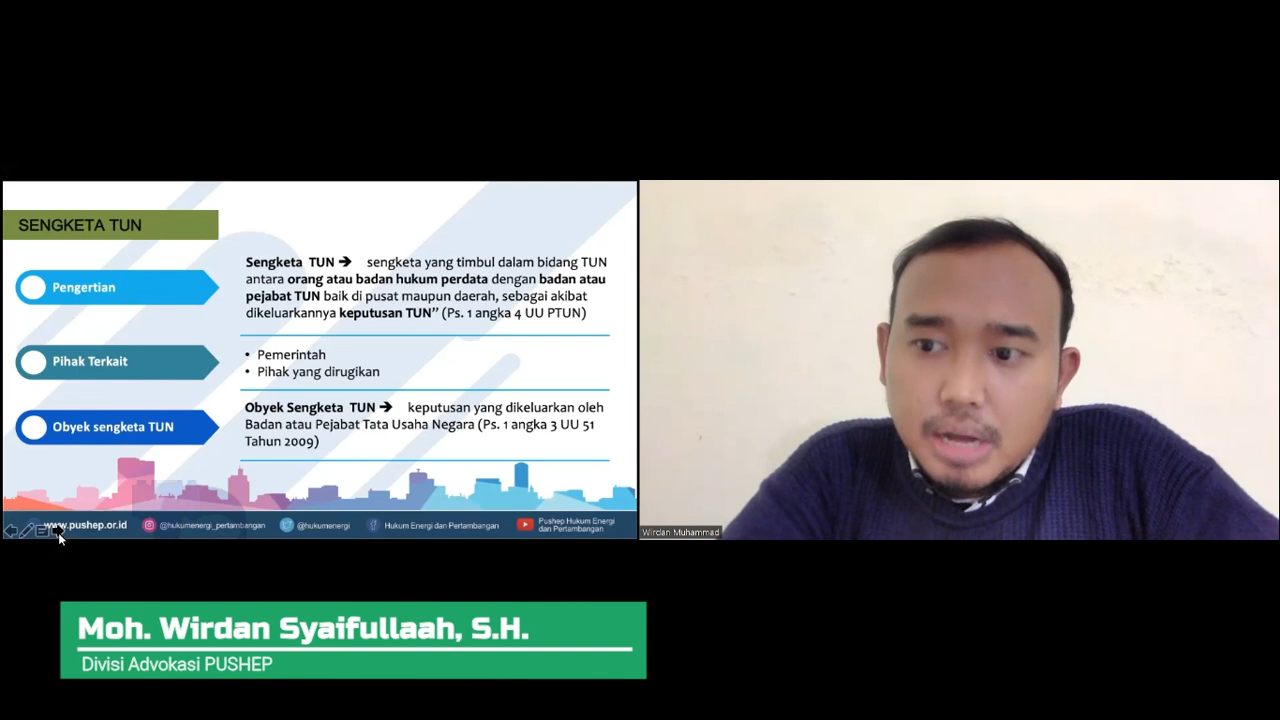 SENGKETA TUN
Pengertian
Sengketa TUN ➔ sengketa yang timbul dalam bidang TUN
antara orang atau badan hukum perdata dengan badan atau
pejabat TUN baik di pusat maupun daerah, sebagai akibat
dikeluarkannya keputusan TUN” (Ps. 1 angka 4 UU PTUN)
Pihak Terkait
• Pemerintah
• Pihak yang dirugikan
Obyek sengketa TUN
Obyek Sengketa TUN ➔ keputusan yang dikeluarkan oleh
Badan atau Pejabat Tata Usaha Negara (Ps. 1 angka 3 UU 51
Tahun 2009)
www.pushep.or.id
@hukumenergi_pertambangan
@hukumenergi
Hukum Energi dan Pertambangan
Pushep Hukum Energi
dan Pertambangan
Wirdan Muhammad
Moh. Wirdan Syaifullaah, S.H.
Divisi Advokasi PUSHEP